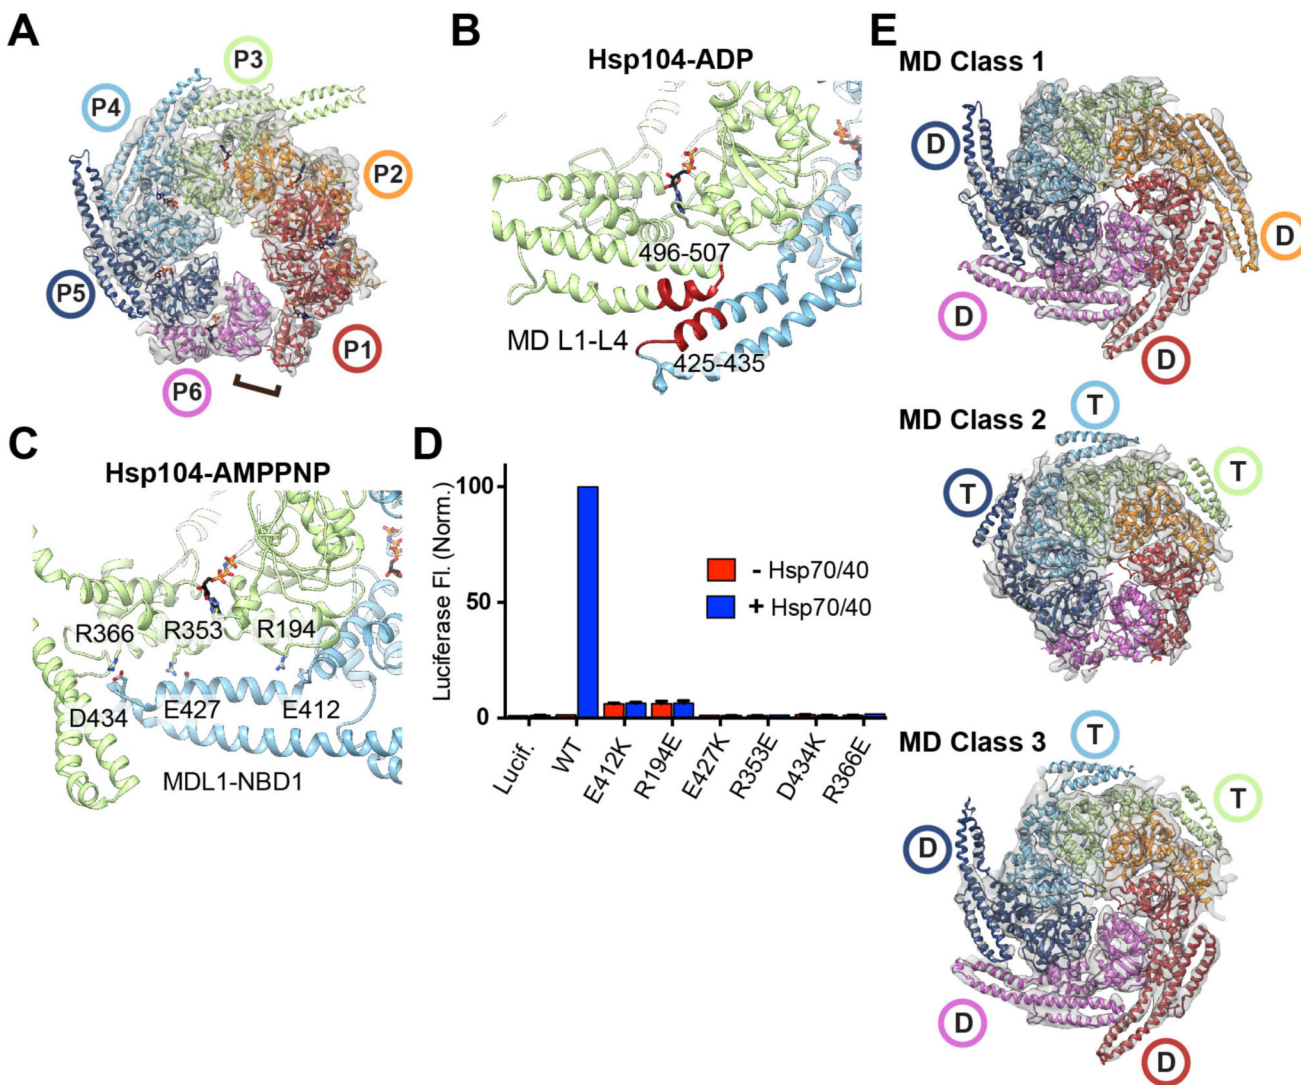 A
P3
P4
P2
P5
P1
P6
B
Hsp104-ADP
496-507
MD L1-L4
425-435
C
Hsp104-AMPPNP
R366
R353
R194
D434
E427
E412
MDL1-NBD1
D
Luciferase Fl. (Norm.)
100
50
0
- Hsp70/40
+ Hsp70/40
Lucif.
WT
E412K
R194E
E427K
R353E
D434K
R366E
E
MD Class 1
D
D
D
D
MD Class 2
T
T
T
MD Class 3
T
T
D
D
D